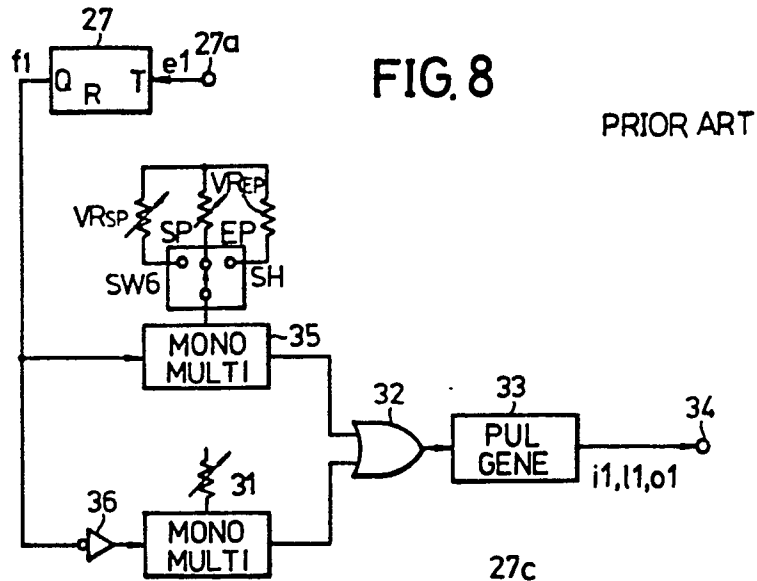 27
27a
f1
Q
R
T
e1
FIG. 8
PRIOR ART
VRSP
VREP
SP
EP
SW6
SH
35
MONO
MULTI
32
33
PUL
GENE
34
i1,l1,o1
36
31
MONO
MULTI
27c